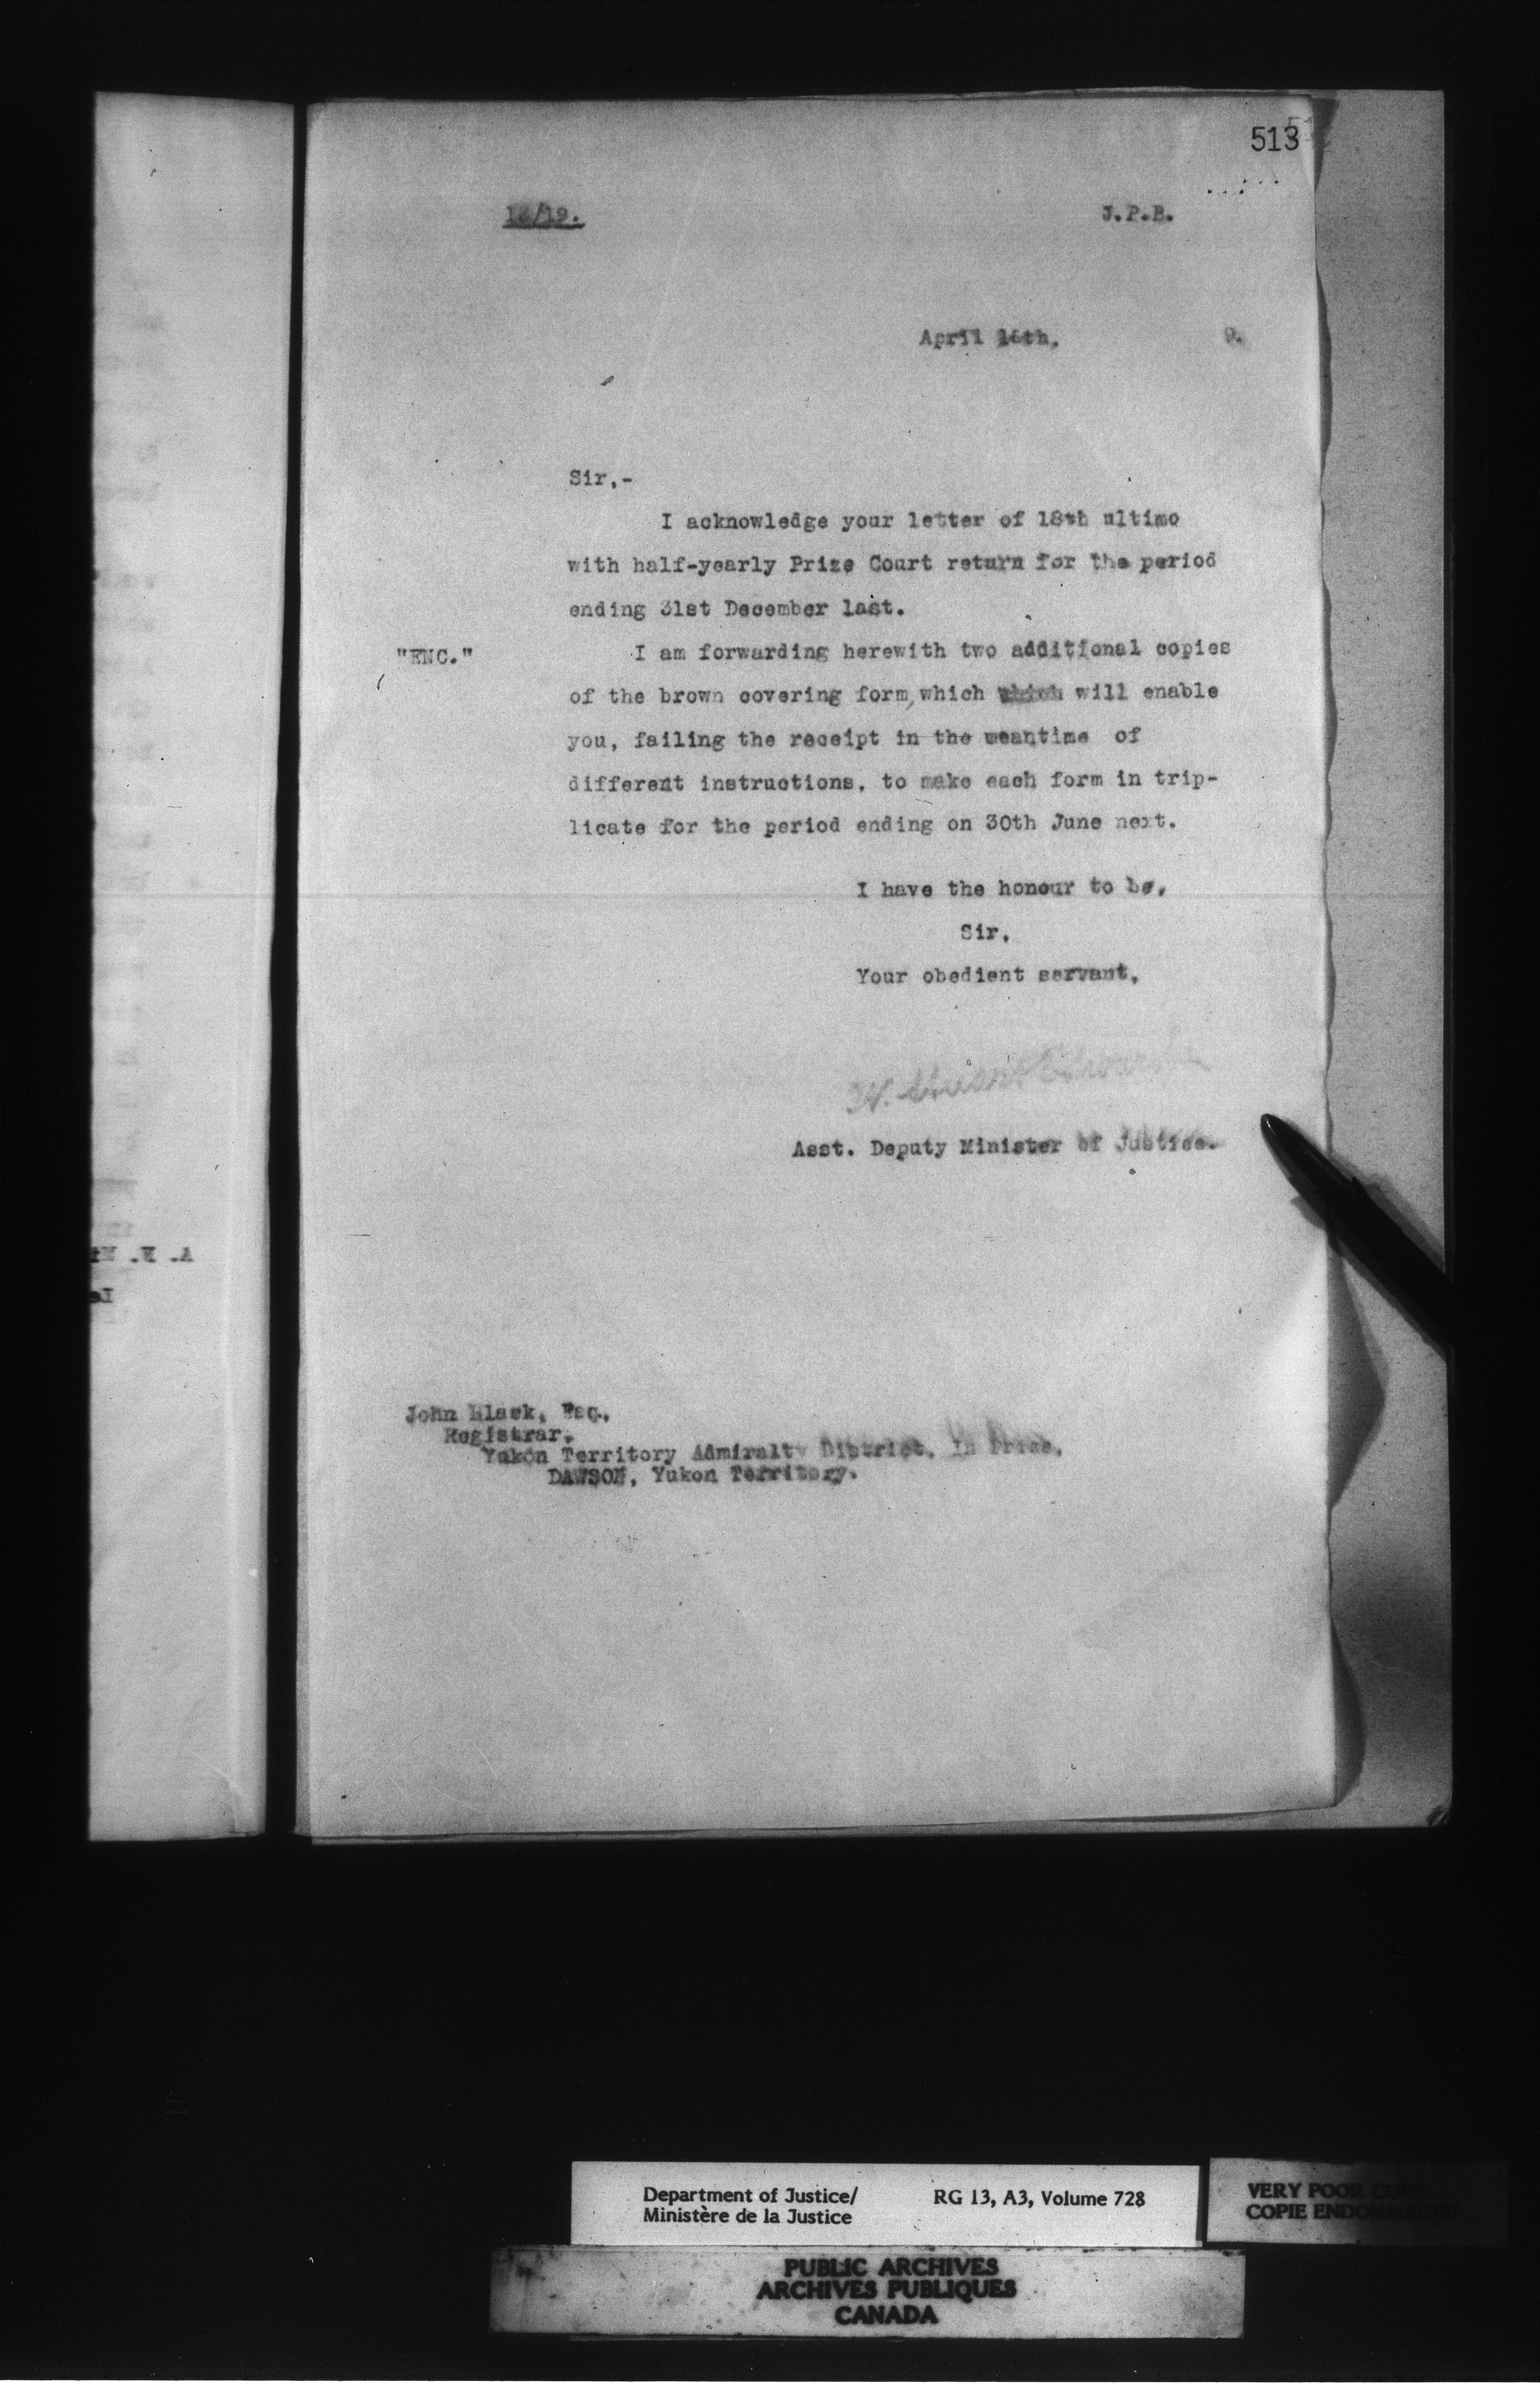 513
J.P.B.
April 16th, 9.
Sir,-
I acknowledge your letter of 18th ultimo
with half-yearly Prize Court return for the period
ending 31st December last.
"ENC."
I am forwarding herewith two additional copies
of the brown covering form, which will enable
you, failing the receipt in the meantime of
different instructions, to make each form in trip-
licate for the period ending on 30th June next.
I have the honour to be,
Sir,
Your obedient servant,
Asst. Deputy Minister of Justice.
John Black, Esq.,
Registrar,
Yukon Territory Admiralty District, In Prize,
DAWSON, Yukon Territory.
Department of Justice/
Ministère de la Justice
RG 13, A3, Volume 728
VERY POOR COPY
COPIE ENDOMMAGÉE
PUBLIC ARCHIVES
ARCHIVES PUBLIQUES
CANADA